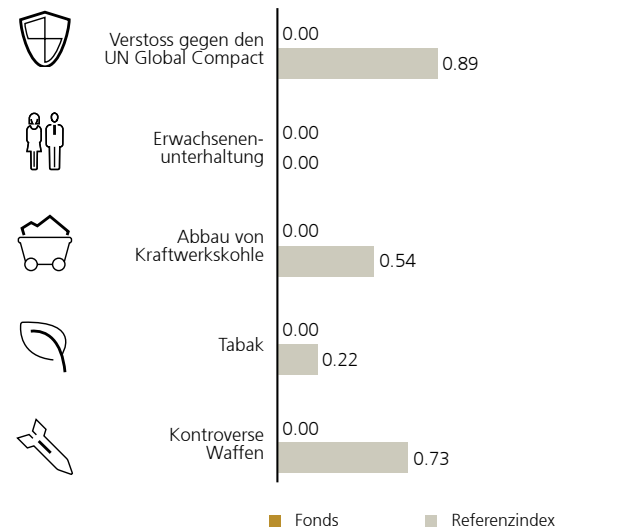 Verstoss gegen den
UN Global Compact
0.00
0.89
Erwachsenen-
unterhaltung
0.00
0.00
Abbau von
Kraftwerkskohle
0.00
0.54
Tabak
0.00
0.22
Kontroverse
Waffen
0.00
0.73
Fonds
Referenzindex